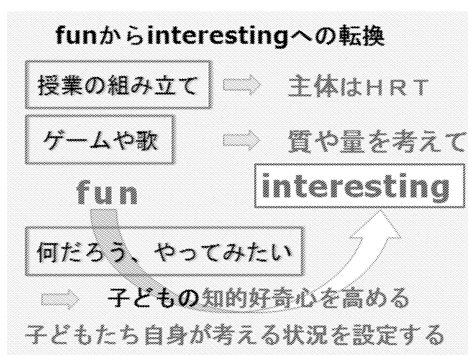 funからinterestingへの転換
授業の組み立て 主体はＨＲＴ
ゲームや歌 質や量を考えて
fun interesting
何だろう、やってみたい
子どもの知的好奇心を高める
子どもたち自身が考える状況を設定する